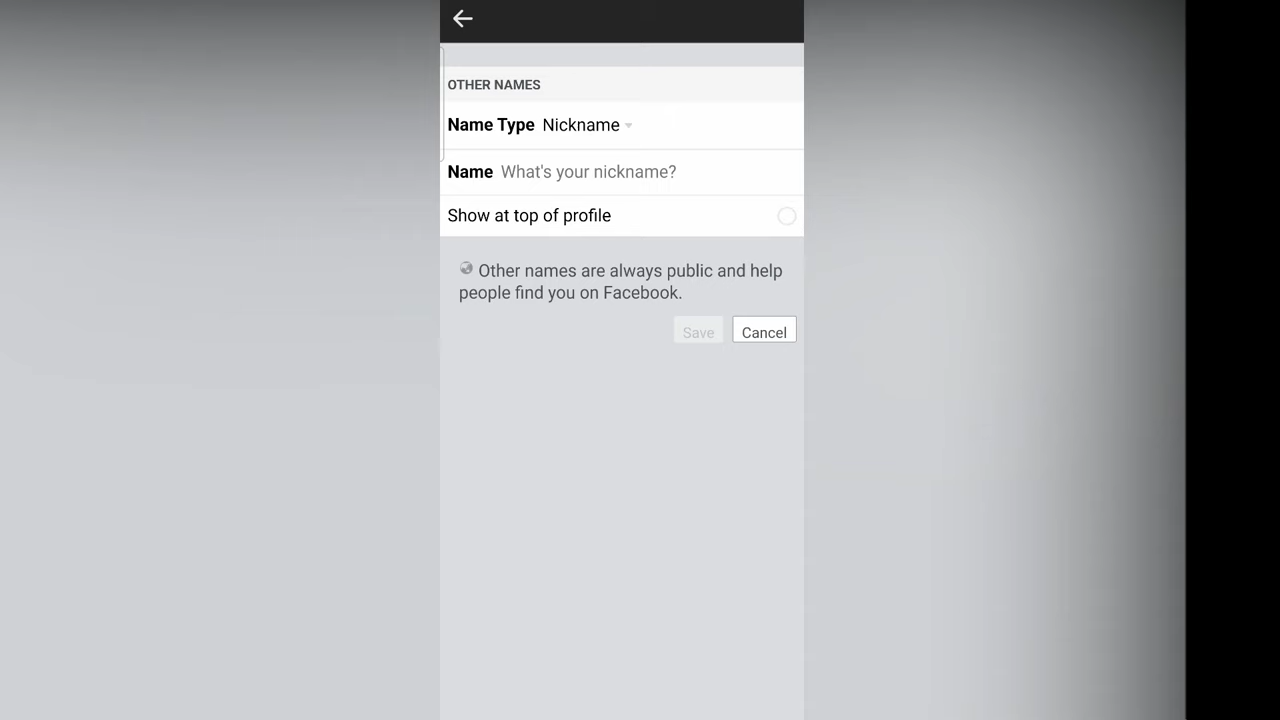 OTHER NAMES
Name Type Nickname
Name What's your nickname?
Show at top of profile
Other names are always public and help
people find you on Facebook.
Save Cancel